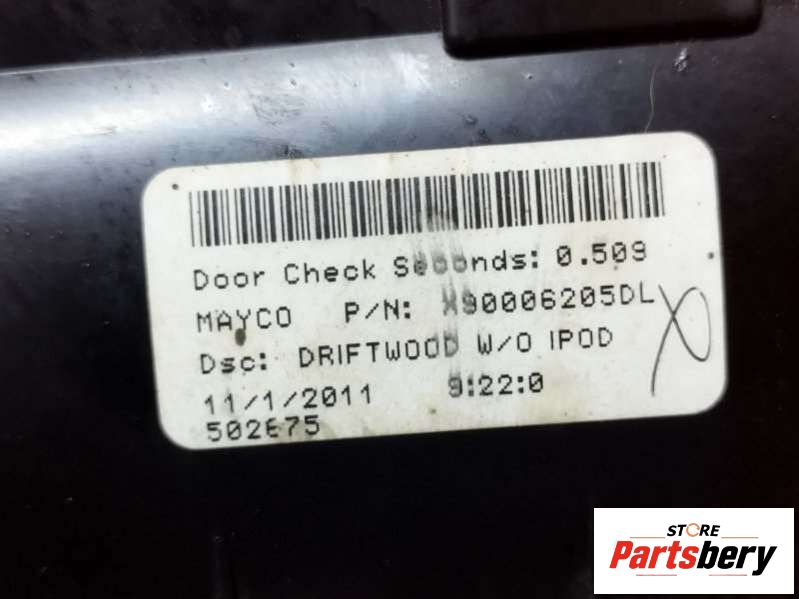 Door Check Seconds: 0.509
MAYCO P/N: X90006205DL
Dsc: DRIFTWOOD W/O IPOD
11/1/2011 9:22:0
502675
STORE
Partsbery